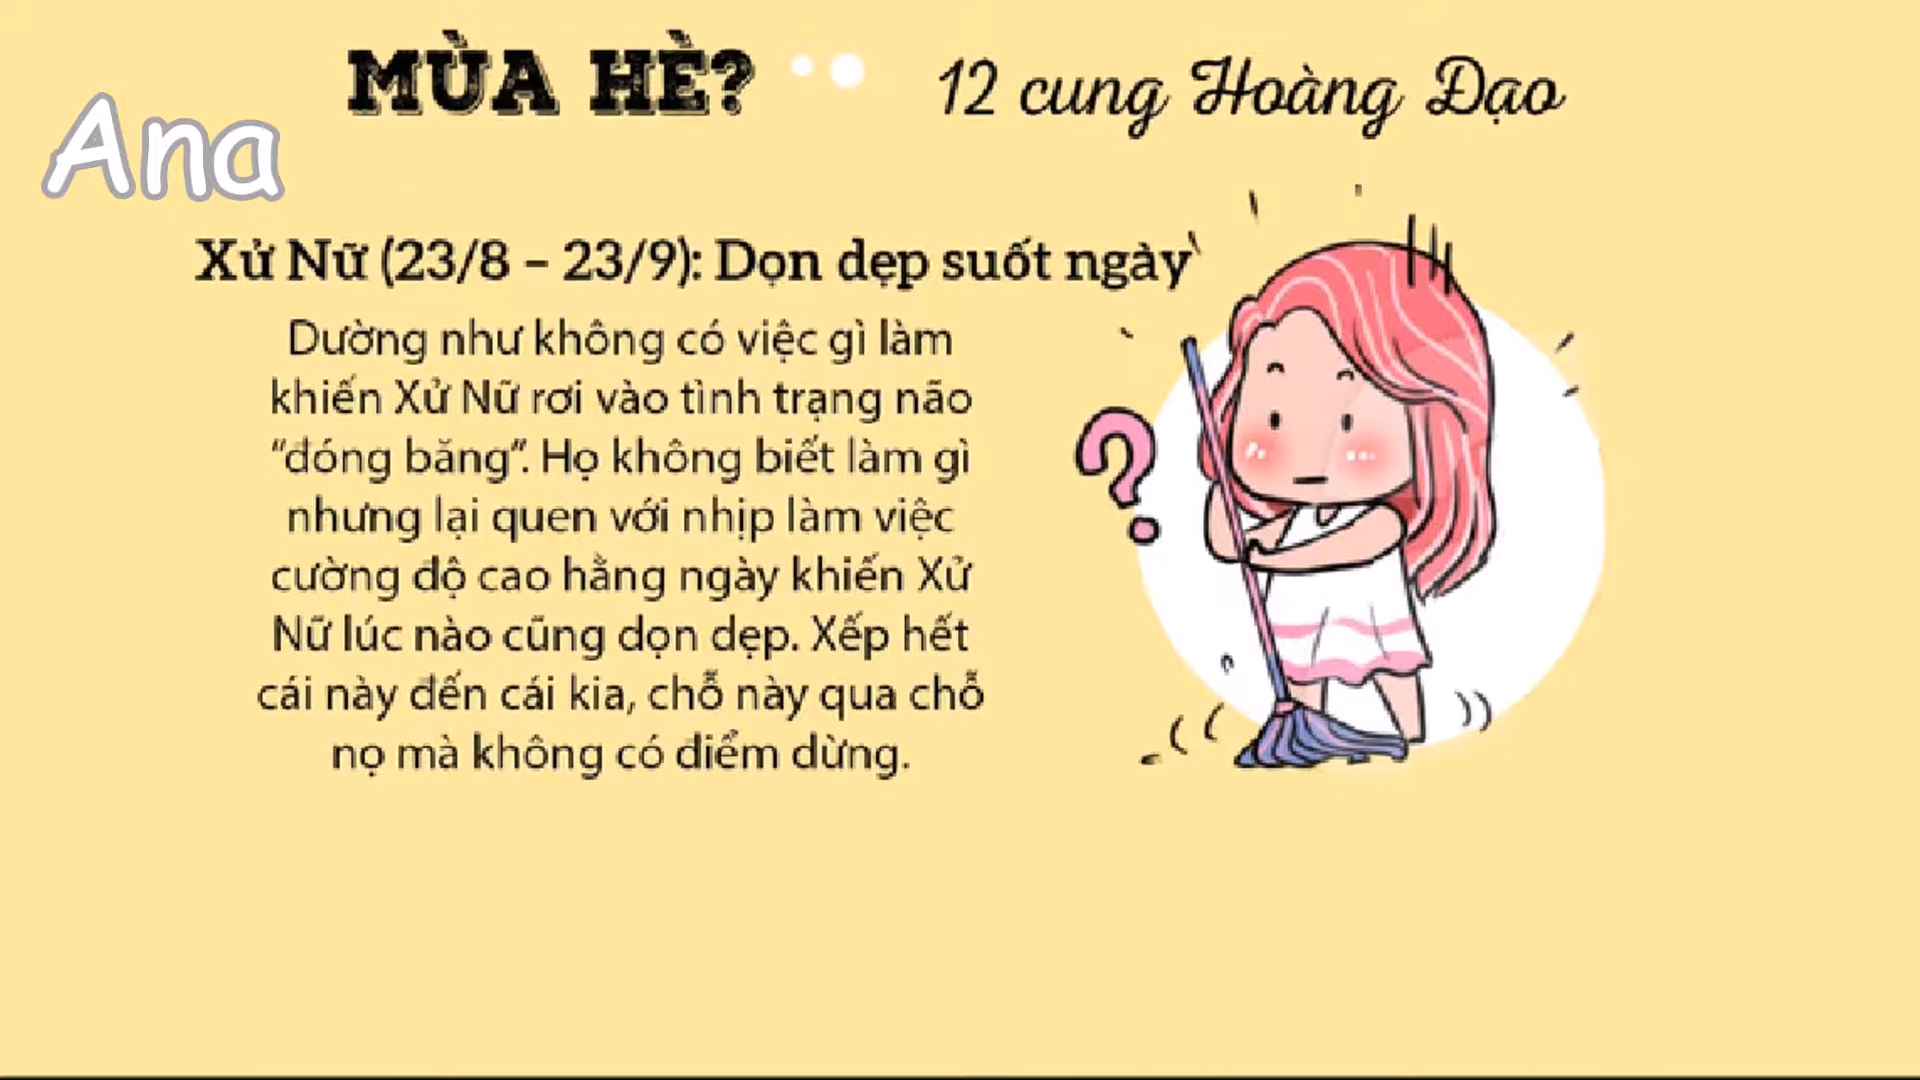 MÙA HÈ?
12 cung Hoàng Đạo
Ana
Xử Nữ (23/8 – 23/9): Dọn dẹp suốt ngày
Dường như không có việc gì làm
khiến Xử Nữ rơi vào tình trạng não
“đóng băng”. Họ không biết làm gì
nhưng lại quen với nhịp làm việc
cường độ cao hằng ngày khiến Xử
Nữ lúc nào cũng dọn dẹp. Xếp hết
cái này đến cái kia, chỗ này qua chỗ
nọ mà không có điểm dừng.
?